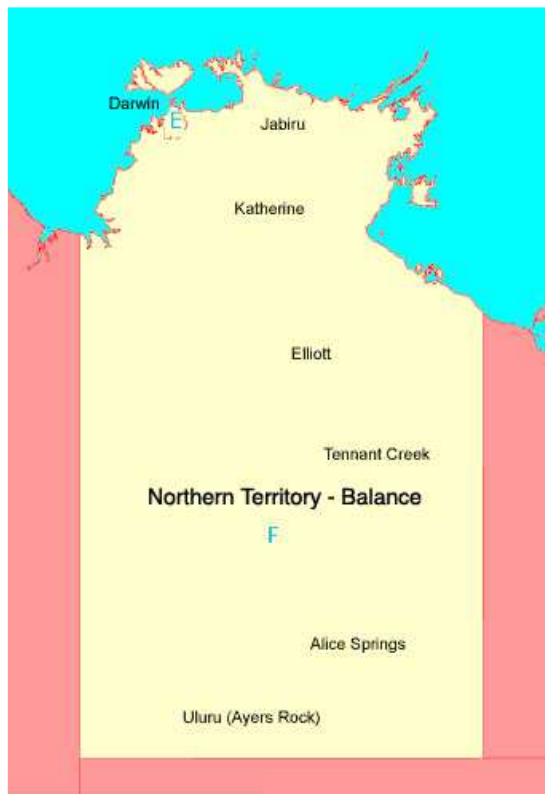 Darwin
E
Jabiru
Katherine
Elliott
Tennant Creek
Northern Territory - Balance
F
Alice Springs
Uluru (Ayers Rock)